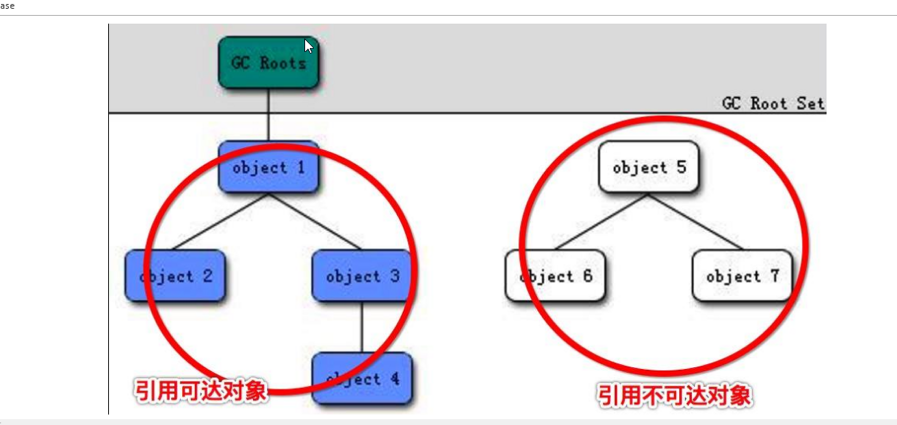 ase
GC Roots
GC Root Set
object 1
object 5
object 2
object 3
object 6
object 7
object 4
引用可达对象
引用不可达对象